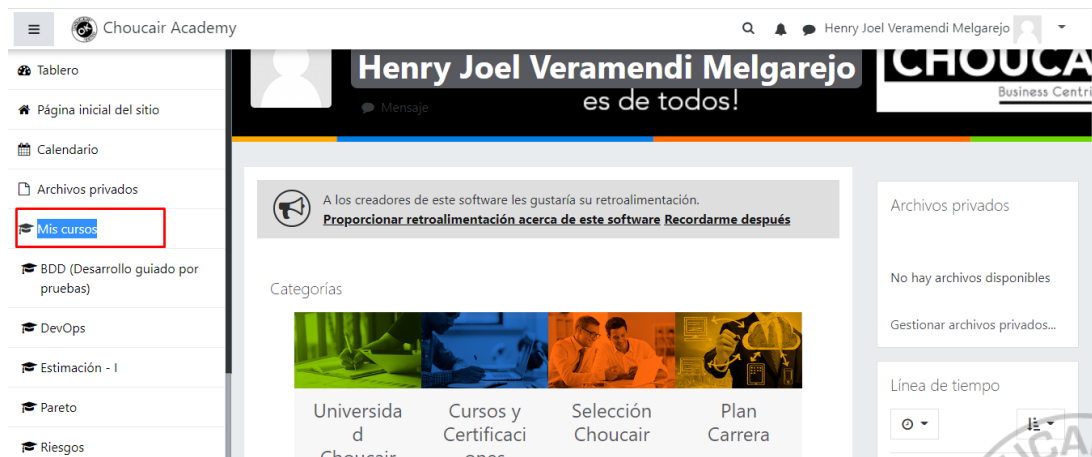 Choucair Academy
Henry Joel Veramendi Melgarejo
Tablero
Página inicial del sitio
Calendario
Archivos privados
Mis cursos
BDD (Desarrollo guiado por
pruebas)
DevOps
Estimación - I
Pareto
Riesgos
Henry Joel Veramendi Melgarejo
Mensaje
es de todos!
CHOUCA
Business Centri
A los creadores de este software les gustaría su retroalimentación.
Proporcionar retroalimentación acerca de este software Recordarme después
Categorías
Universida
d
Choucair
Cursos y
Certificaci
ones
Selección
Choucair
Plan
Carrera
Archivos privados
No hay archivos disponibles
Gestionar archivos privados...
Línea de tiempo